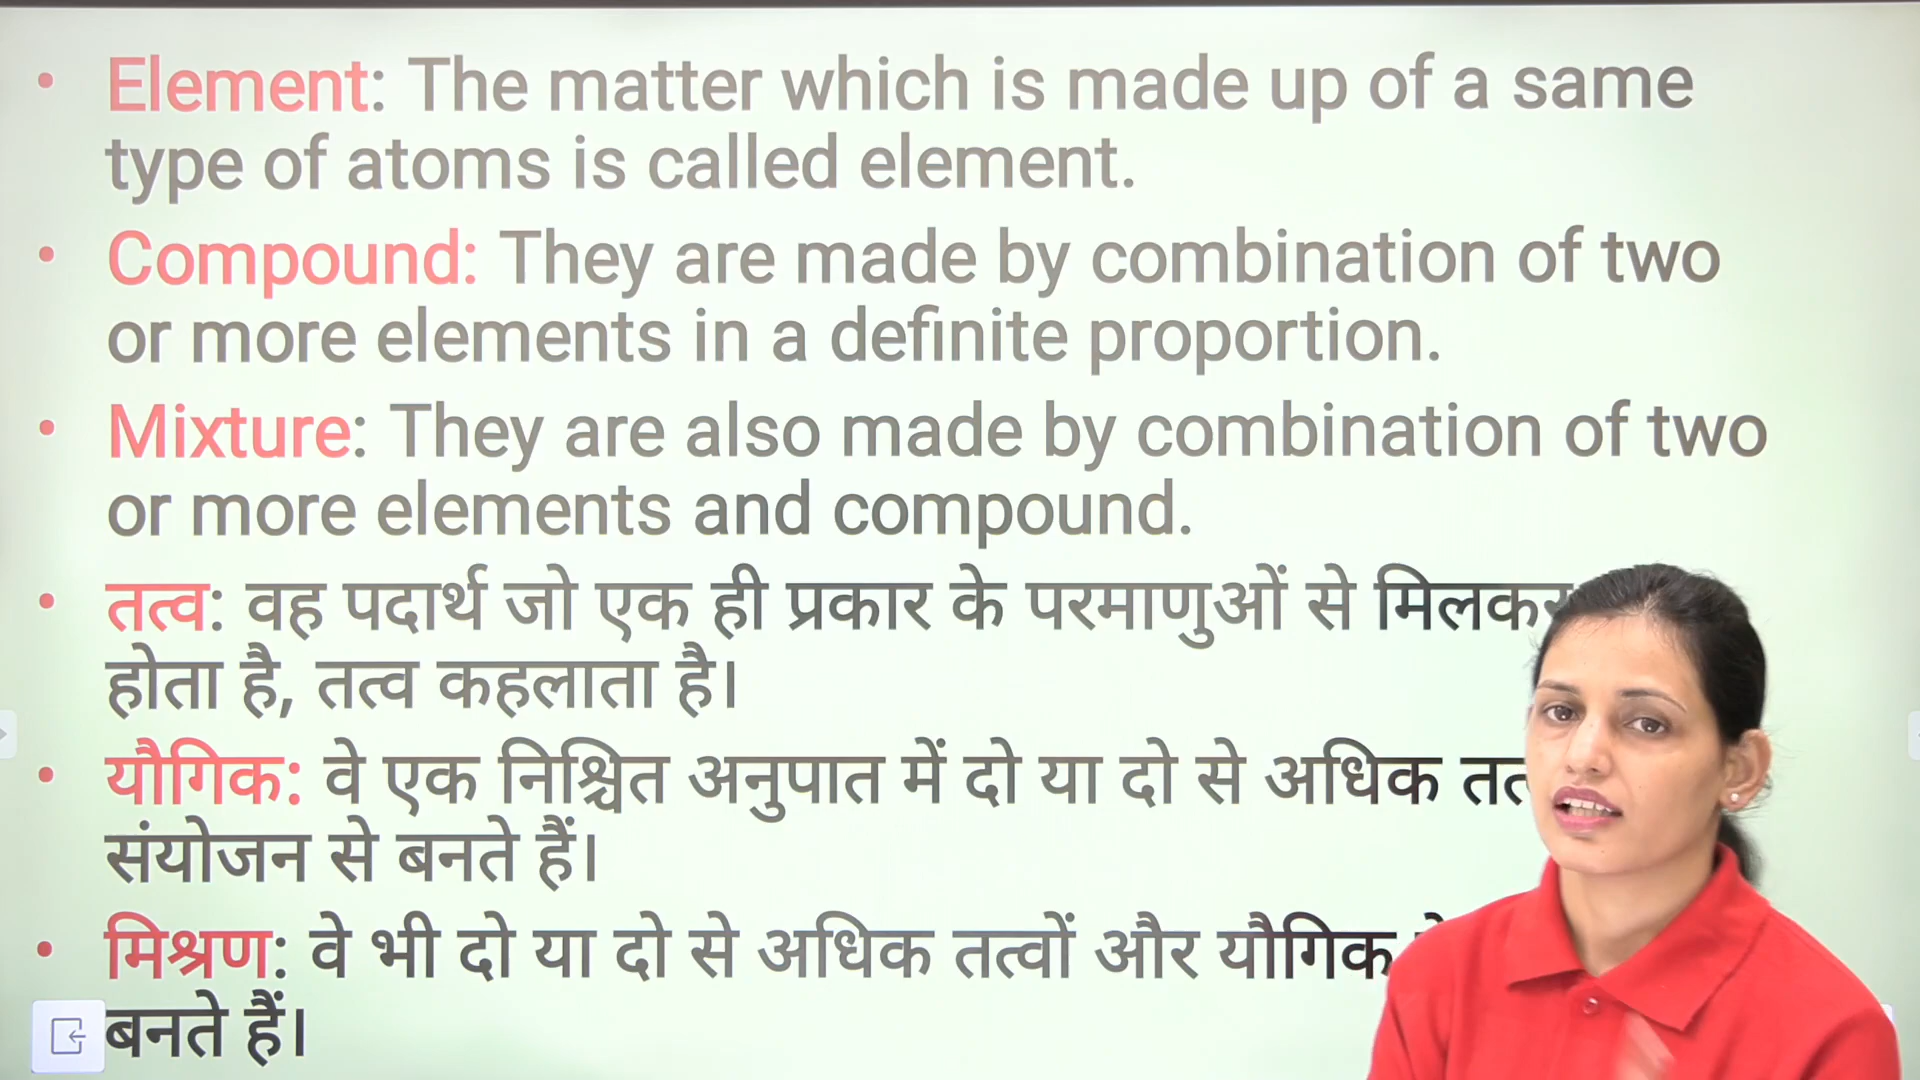 • Element: The matter which is made up of a same
type of atoms is called element.
• Compound: They are made by combination of two
or more elements in a definite proportion.
• Mixture: They are also made by combination of two
or more elements and compound.
• तत्व: वह पदार्थ जो एक ही प्रकार के परमाणुओं से मिलकर
होता है, तत्व कहलाता है।
• यौगिक: वे एक निश्चित अनुपात में दो या दो से अधिक
संयोजन से बनते हैं।
• मिश्रण: वे भी दो या दो से अधिक तत्वों और यौगिक
बनते हैं।